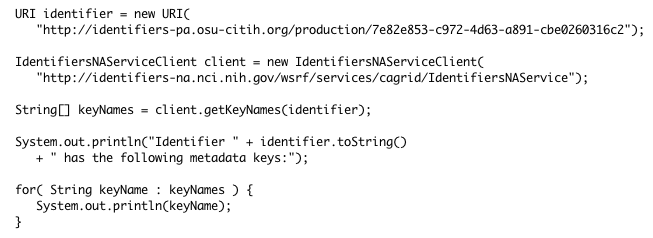 URI identifier = new URI(
   "http://identifiers-pa.osu-citih.org/production/7e82e853-c972-4d63-a891-cbe0260316c2");

IdentifiersNAServiceClient client = new IdentifiersNAServiceClient(
   "http://identifiers-na.nci.nih.gov/wsrf/services/cagrid/IdentifiersNAService");

String[] keyNames = client.getKeyNames(identifier);

System.out.println("Identifier " + identifier.toString()
   + " has the following metadata keys:");

for( String keyName : keyNames ) {
   System.out.println(keyName);
}